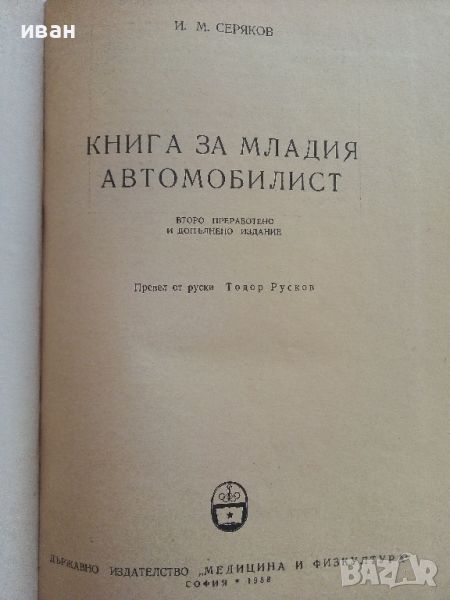 иван
И. М. СЕРЯКОВ
КНИГА ЗА МЛАДИЯ
АВТОМОБИЛИСТ
ВТОРО ПРЕРАБОТЕНО
И ДОПЪЛНЕНО ИЗДАНИЕ
Превел от руски Тодор Русков
ДЪРЖАВНО ИЗДАТЕЛСТВО „МЕДИЦИНА И ФИЗКУЛТУРА“
СОФИЯ * 1958
BAZAR